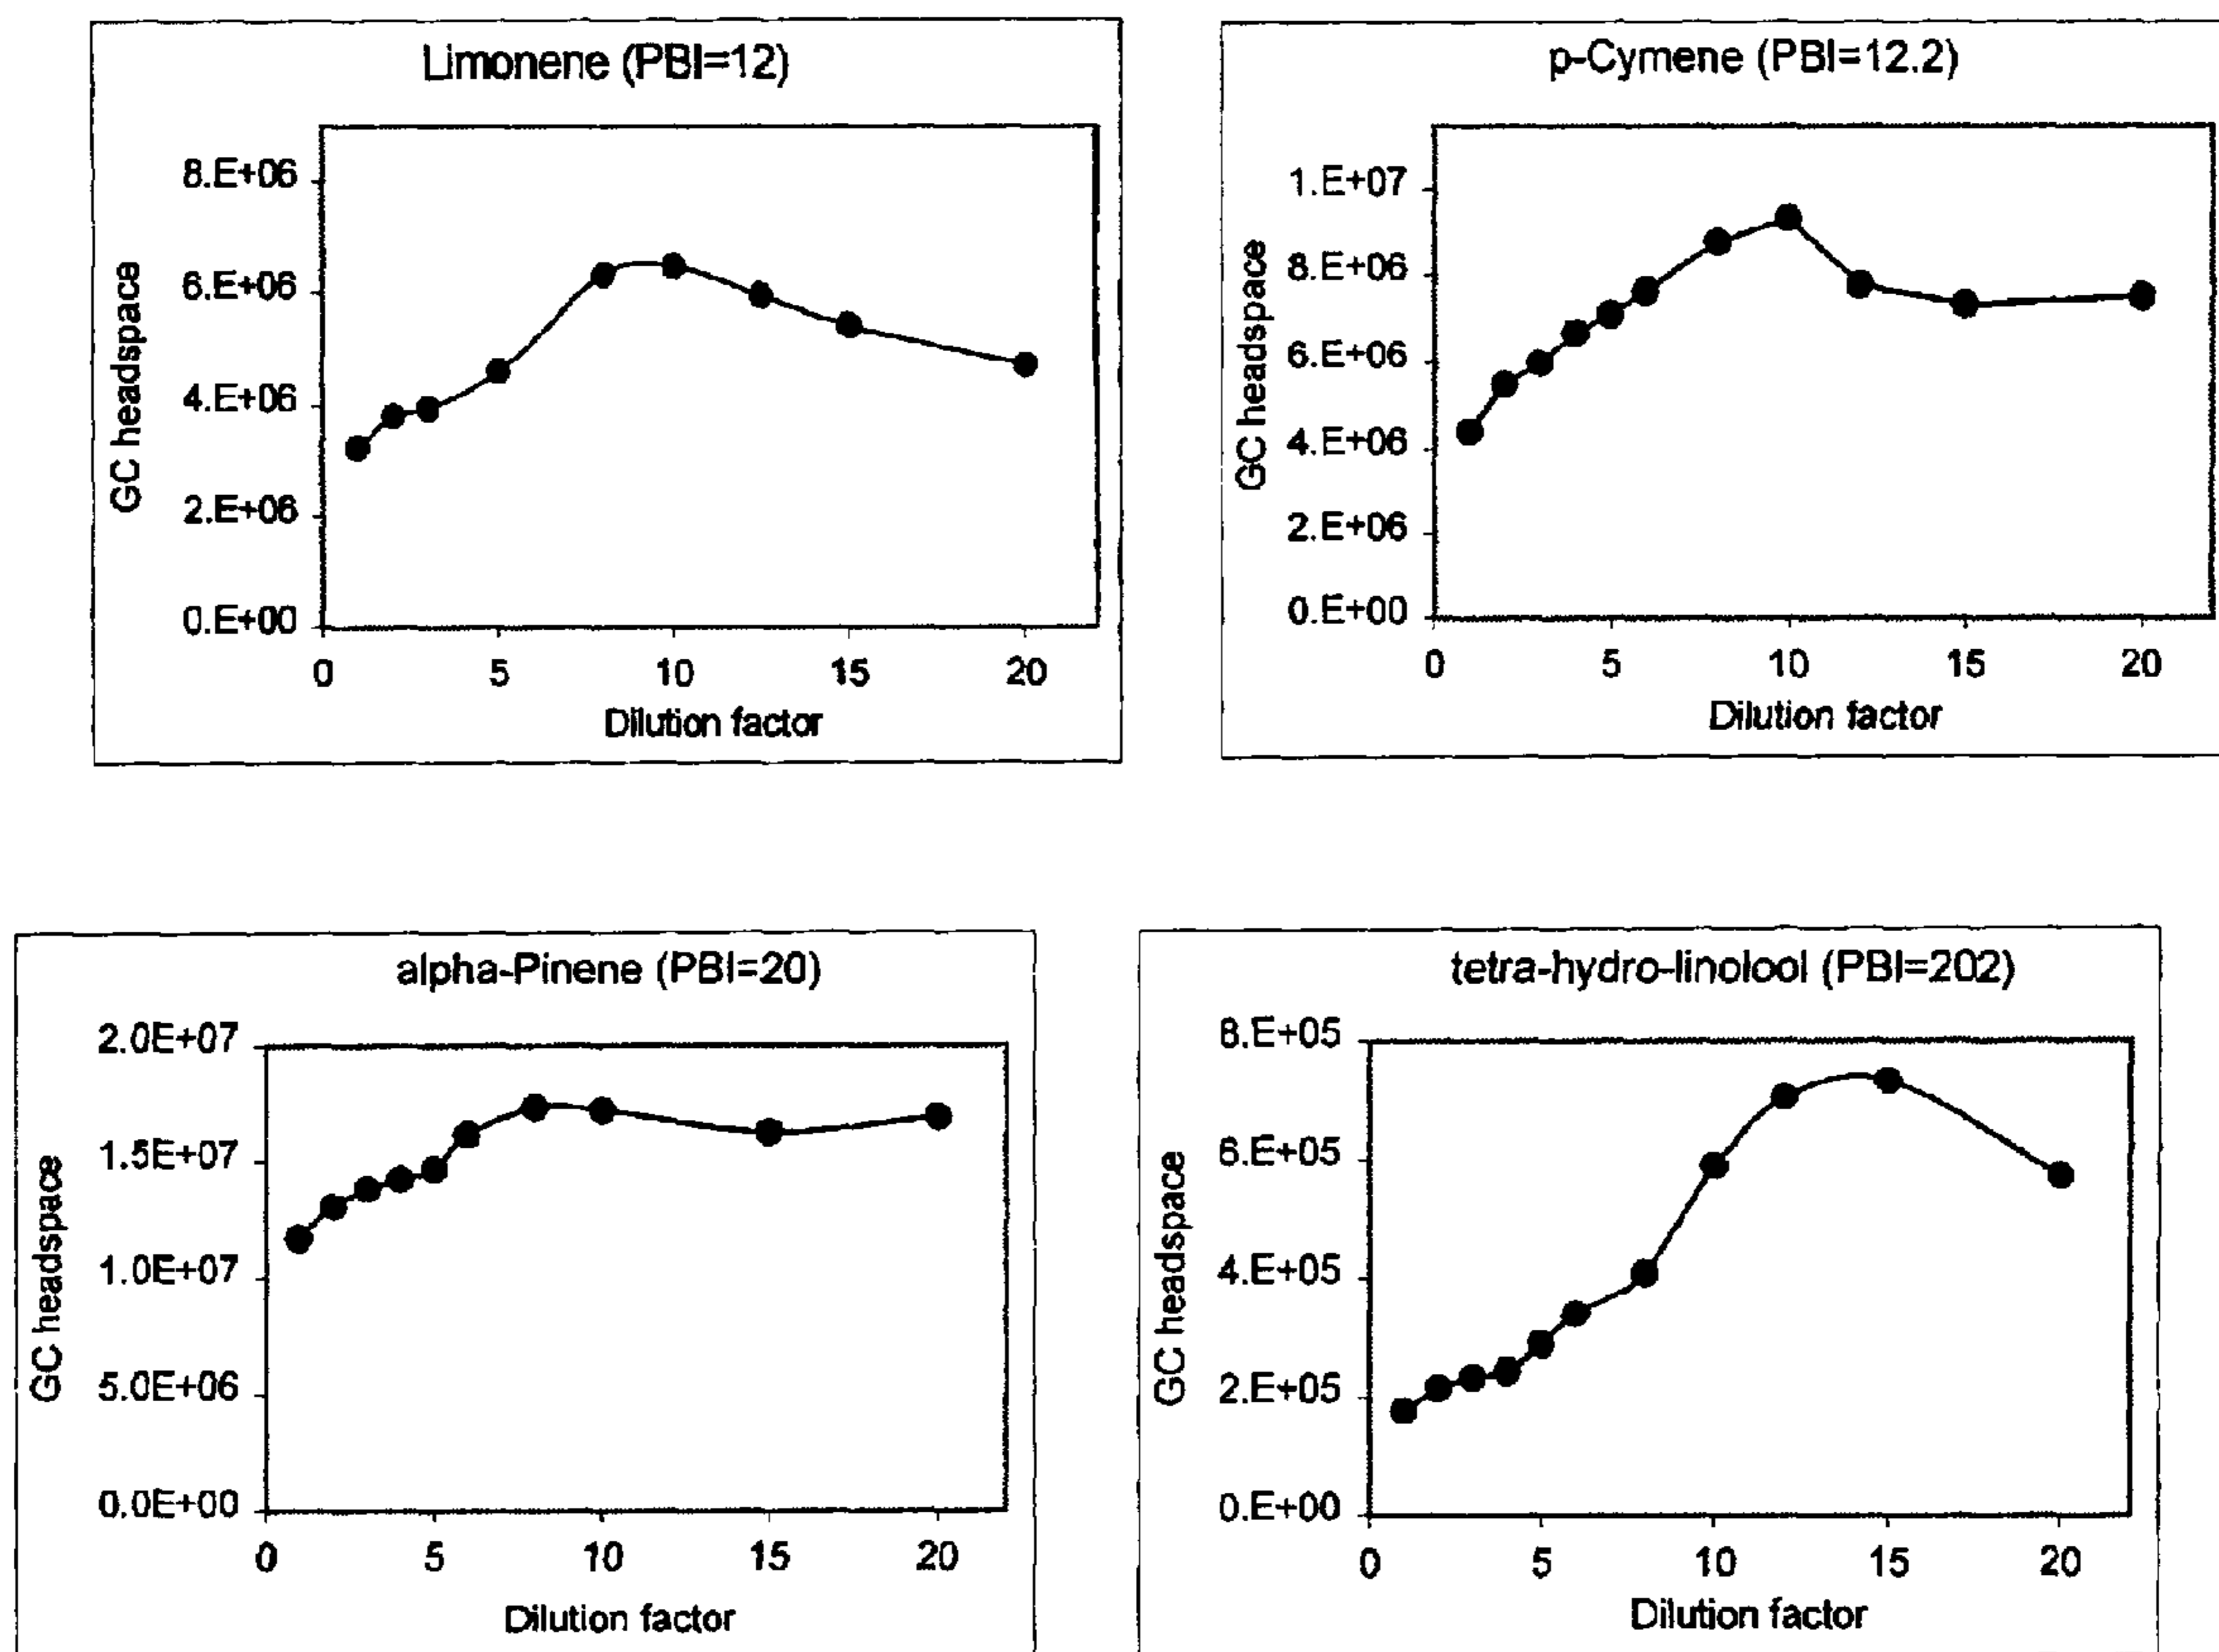 Limonene (PBI=12)
GC headspace
8.E+06
6.E+06
4.E+06
2.E+06
0.E+00
0 5 10 15 20
Dilution factor
p-Cymene (PBI=12.2)
GC headspace
1.E+07
8.E+06
6.E+06
4.E+06
2.E+06
0.E+00
0 5 10 15 20
Dilution factor
alpha-Pinene (PBI=20)
GC headspace
2.0E+07
1.5E+07
1.0E+07
5.0E+06
0.0E+00
0 5 10 15 20
Dilution factor
tetra-hydro-linolool (PBI=202)
GC headspace
8.E+05
6.E+05
4.E+05
2.E+05
0.E+00
0 5 10 15 20
Dilution factor